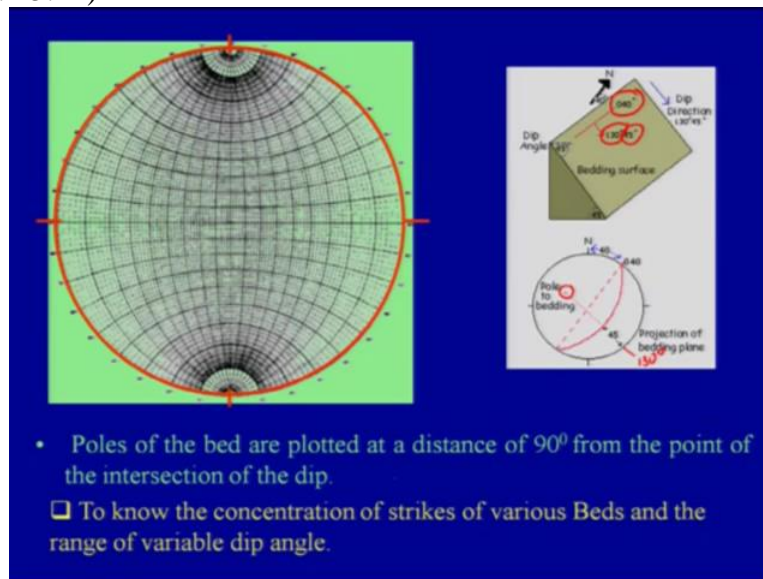 N
040°
Dip
Direction
130°45°
130°45°
Dip
Angle
Bedding surface
45°
N
40
040
Pole
to
bedding
45
Projection of
bedding plane
130°
• Poles of the bed are plotted at a distance of 90⁰ from the point of
the intersection of the dip.
❑ To know the concentration of strikes of various Beds and the
range of variable dip angle.